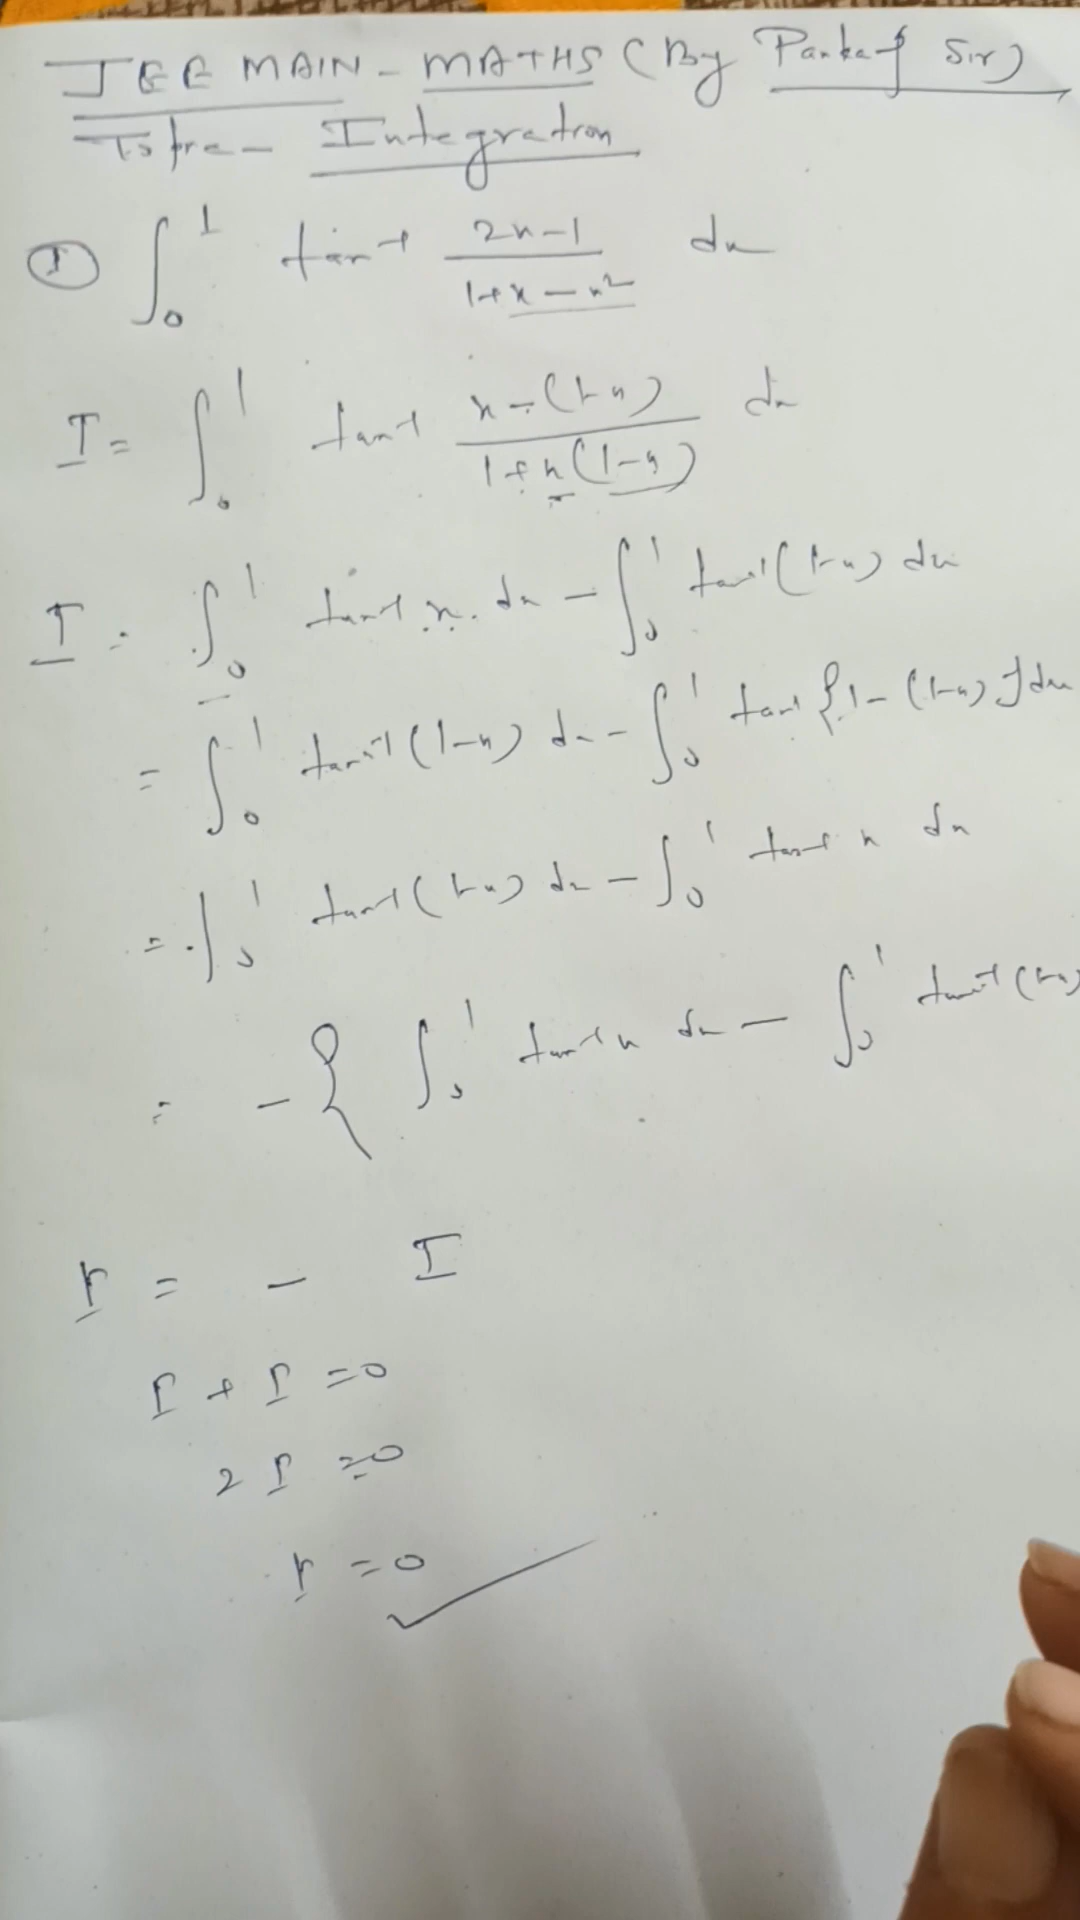 JEE MAIN - MATHS (By Pankaj Sir)
Integration
① ∫₀¹ tan⁻¹ (2x-1)/(1+x-x²) dx
I = ∫₀¹ tan⁻¹ (x-(1-x))/(1+x(1-x)) dx
I = ∫₀¹ tan⁻¹ x. dx - ∫₀¹ tan⁻¹(1-x) dx
= ∫₀¹ tan⁻¹(1-x) dx - ∫₀¹ tan⁻¹ {1-(1-x)} dx
= ∫₀¹ tan⁻¹(1-x) dx - ∫₀¹ tan⁻¹ x dx
= - { ∫₀¹ tan⁻¹ x dx - ∫₀¹ tan⁻¹ (1-x)
I = - I
I + I = 0
2 I = 0
I = 0